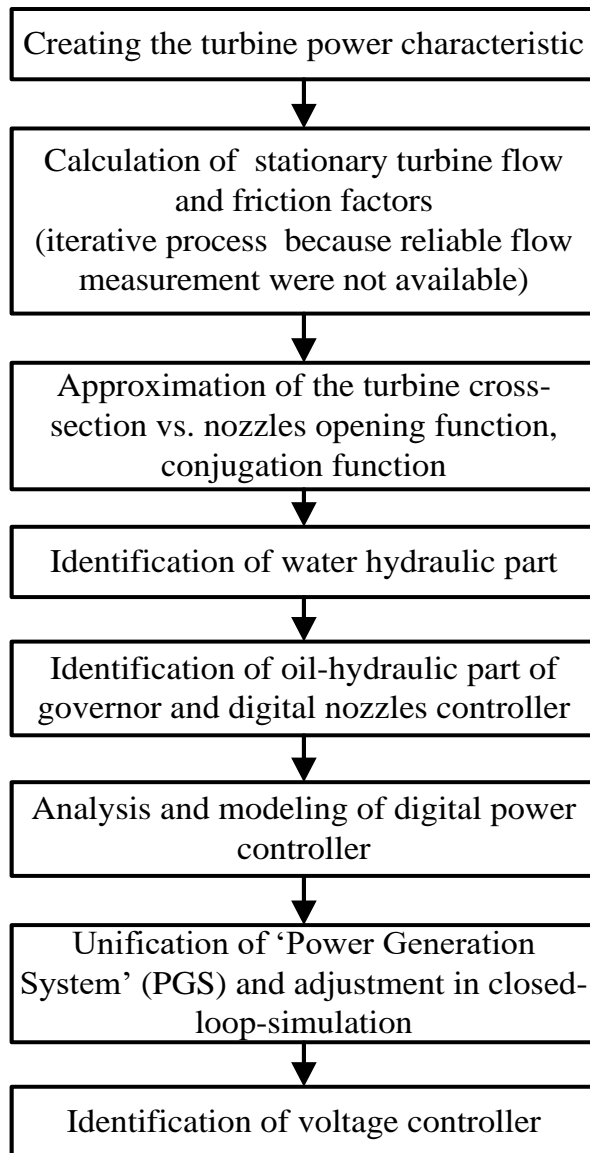 Creating the turbine power characteristic
Calculation of stationary turbine flow
and friction factors
(iterative process because reliable flow
measurement were not available)
Approximation of the turbine cross-
section vs. nozzles opening function,
conjugation function
Identification of water hydraulic part
Identification of oil-hydraulic part of
governor and digital nozzles controller
Analysis and modeling of digital power
controller
Unification of ‘Power Generation
System’ (PGS) and adjustment in closed-
loop-simulation
Identification of voltage controller